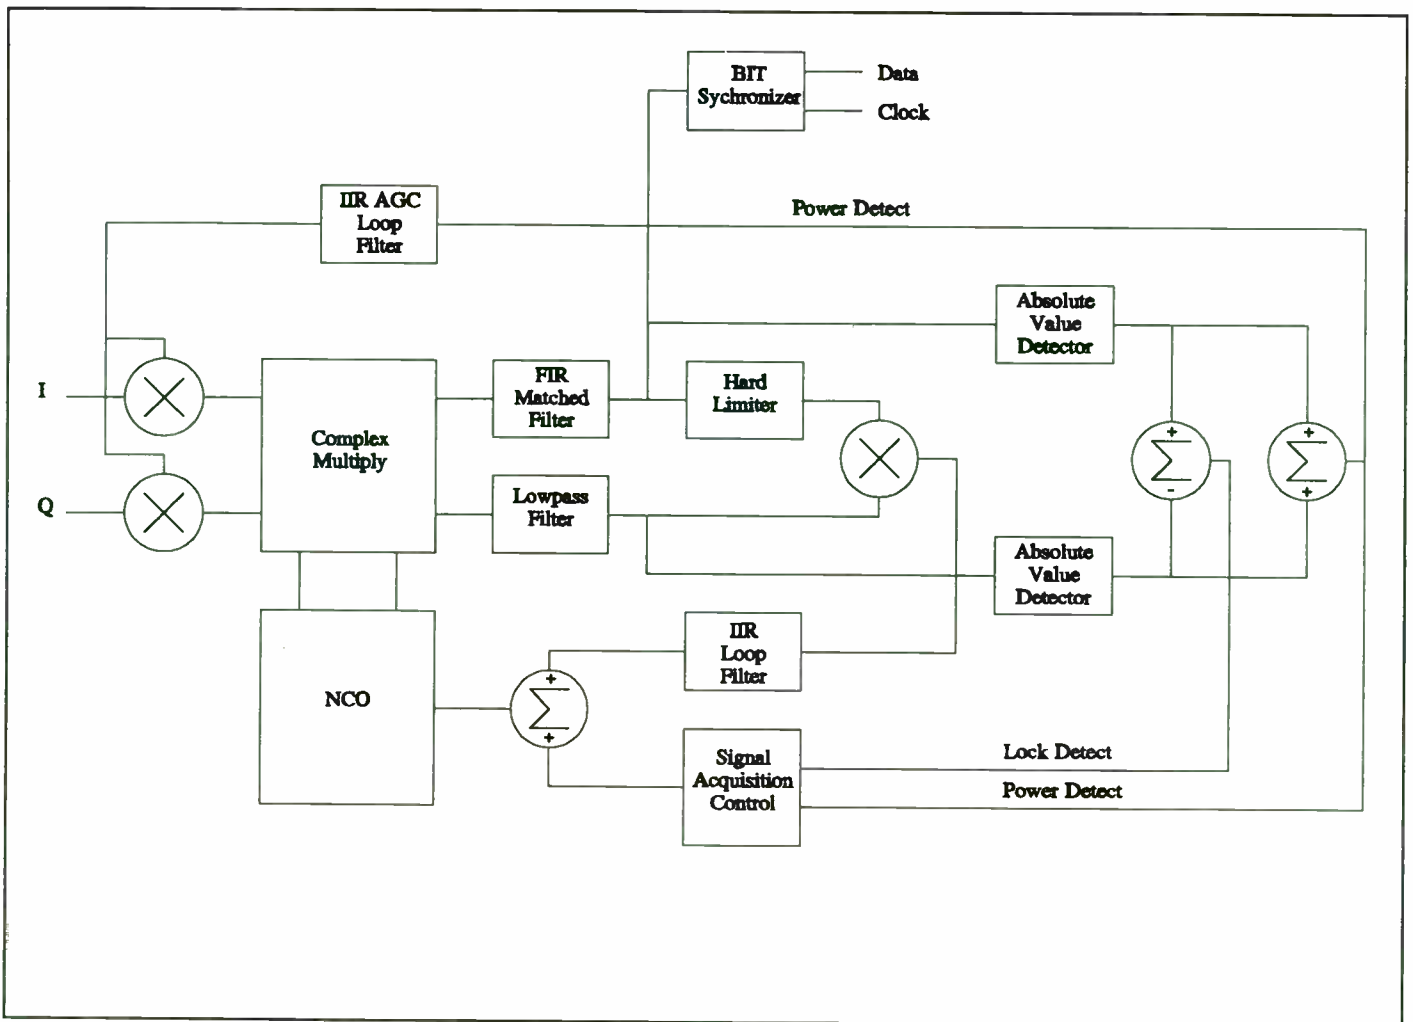 BIT
Sychronizer
Data
Clock
IIR AGC
Loop
Filter
Power Detect
Absolute
Value
Detector
I
FIR
Matched
Filter
Hard
Limiter
Complex
Multiply
+
+
Σ
Σ
-
+
Q
Lowpass
Filter
Absolute
Value
Detector
IIR
Loop
Filter
NCO
+
Σ
+
Signal
Acquisition
Control
Lock Detect
Power Detect